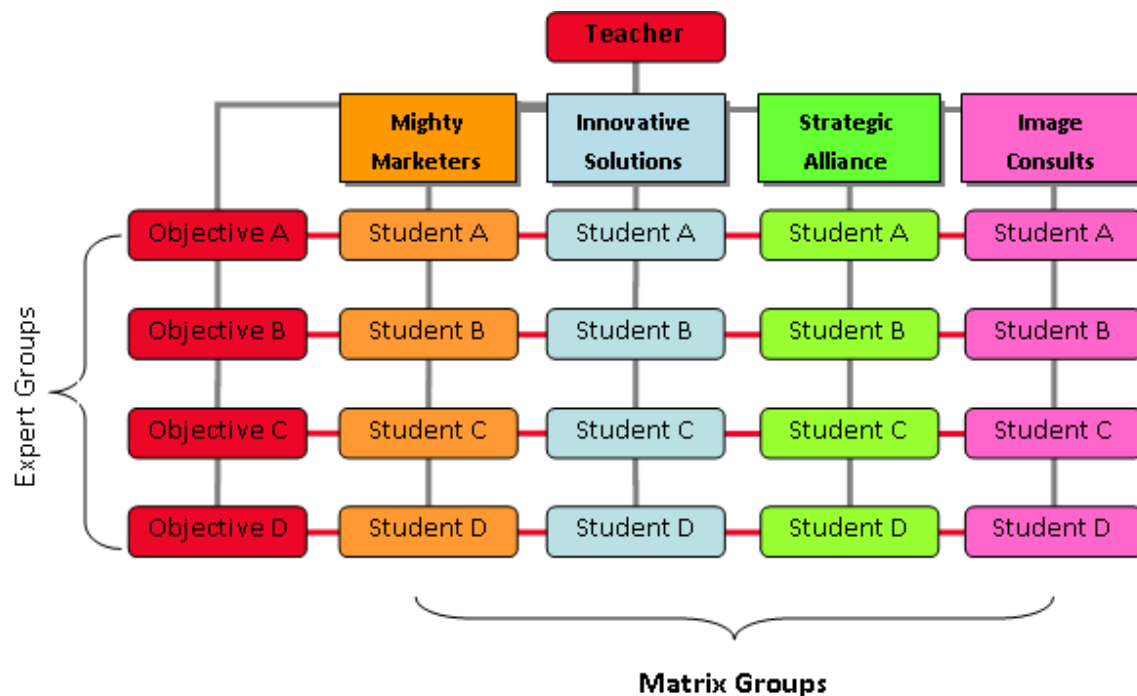 Teacher
Mighty
Marketers
Innovative
Solutions
Strategic
Alliance
Image
Consults
Objective A
Student A
Student A
Student A
Student A
Objective B
Student B
Student B
Student B
Student B
Expert Groups
Objective C
Student C
Student C
Student C
Student C
Objective D
Student D
Student D
Student D
Student D
Matrix Groups